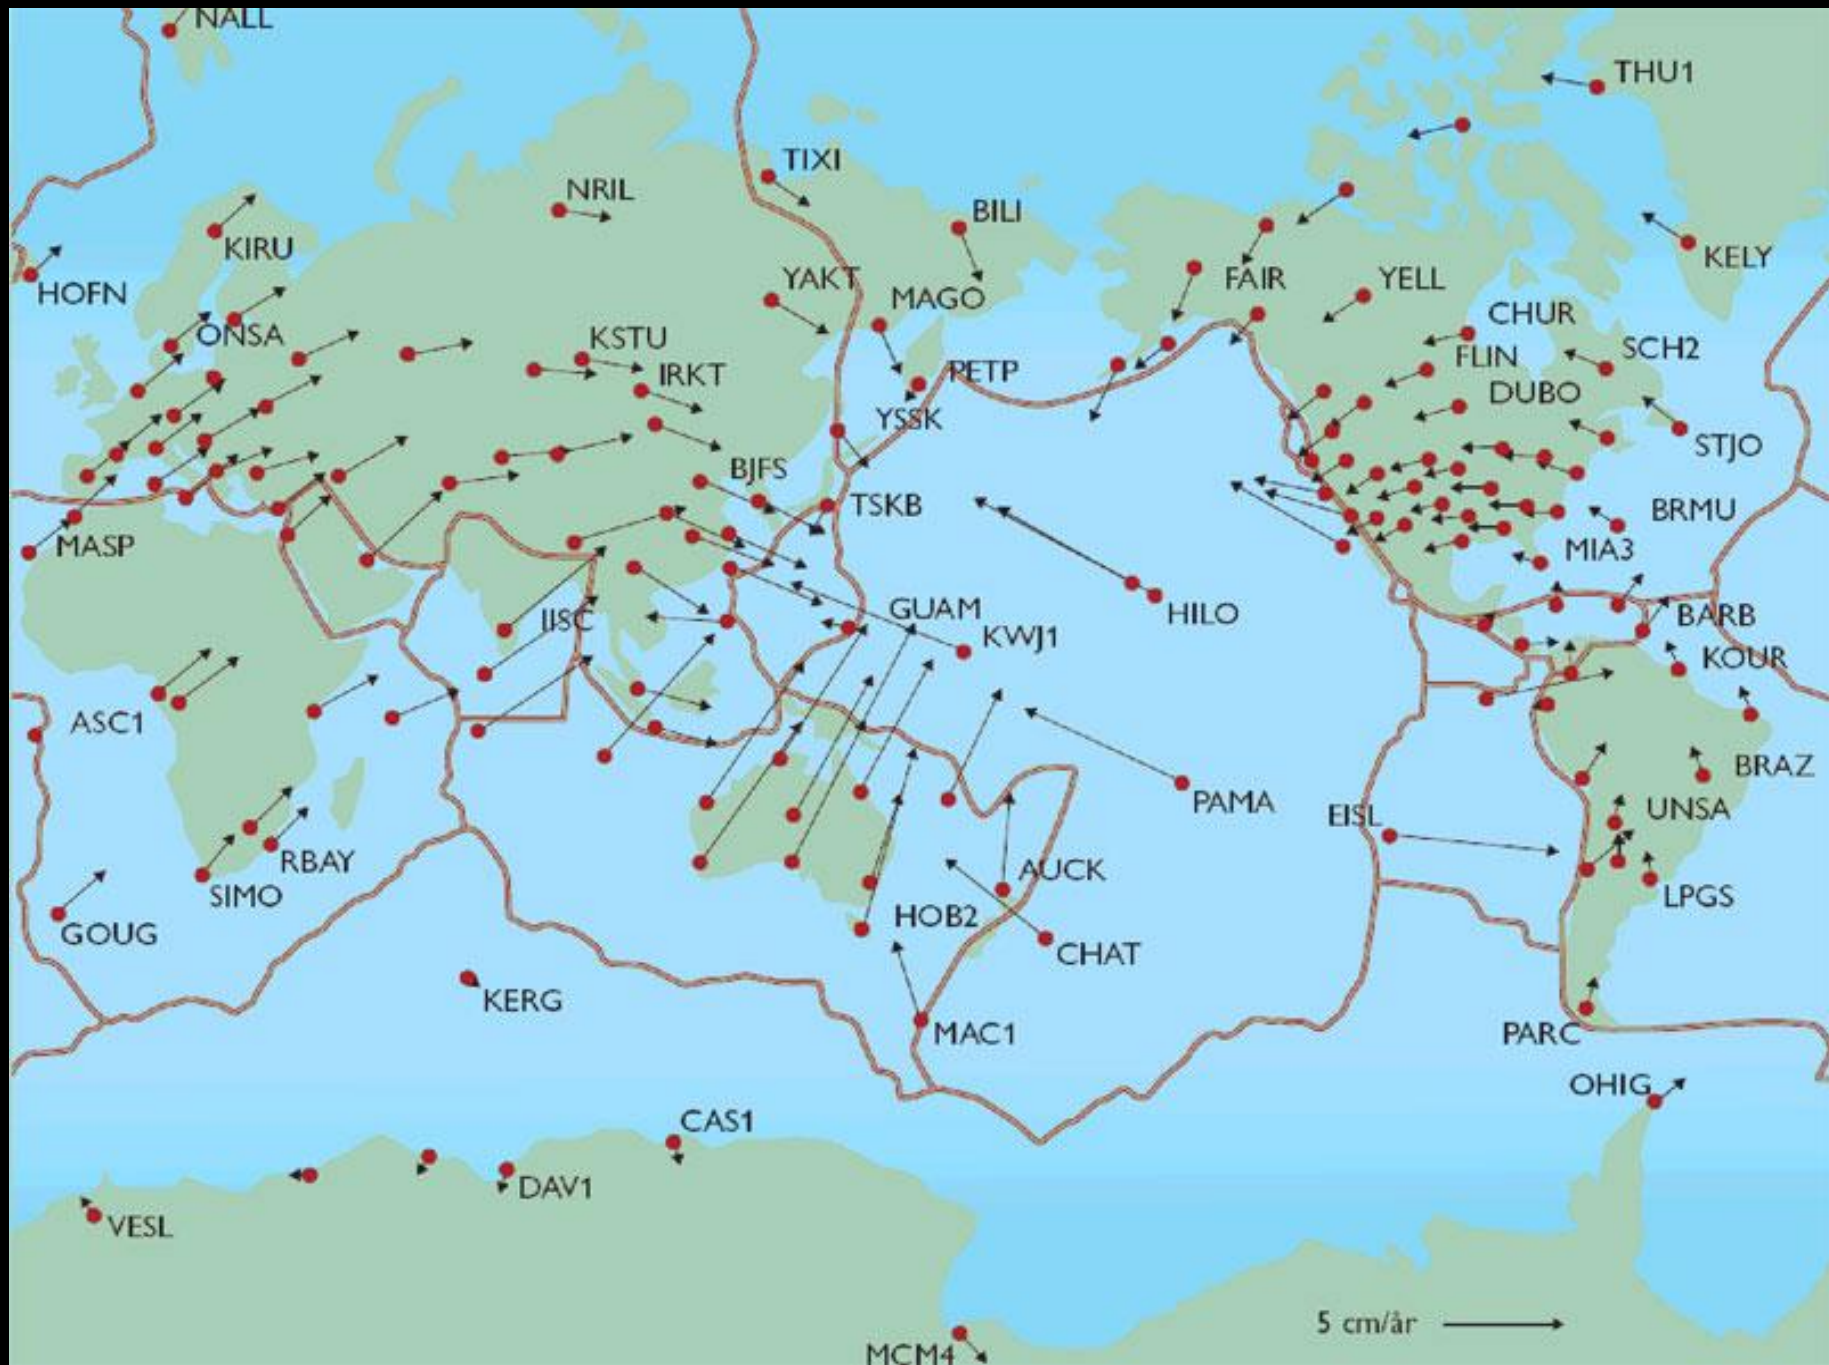 NALL
THU1
TIXI
NRIL
BILI
KIRU
KELY
HOFN
YAKT
MAGO
FAIR
YELL
CHUR
ONSA
KSTU
SCH2
FLIN
IRKT
PETP
DUBO
YSSK
STJO
BJFS
TSKB
BRMU
MASP
MIA3
IISC
GUAM
HILO
BARB
KWJ1
KOUR
ASC1
BRAZ
PAMA
EISL
UNSA
RBAY
AUCK
SIMO
LPGS
HOB2
GOUG
CHAT
KERG
MAC1
PARC
OHIG
CAS1
DAV1
VESL
5 cm/år
MCM4